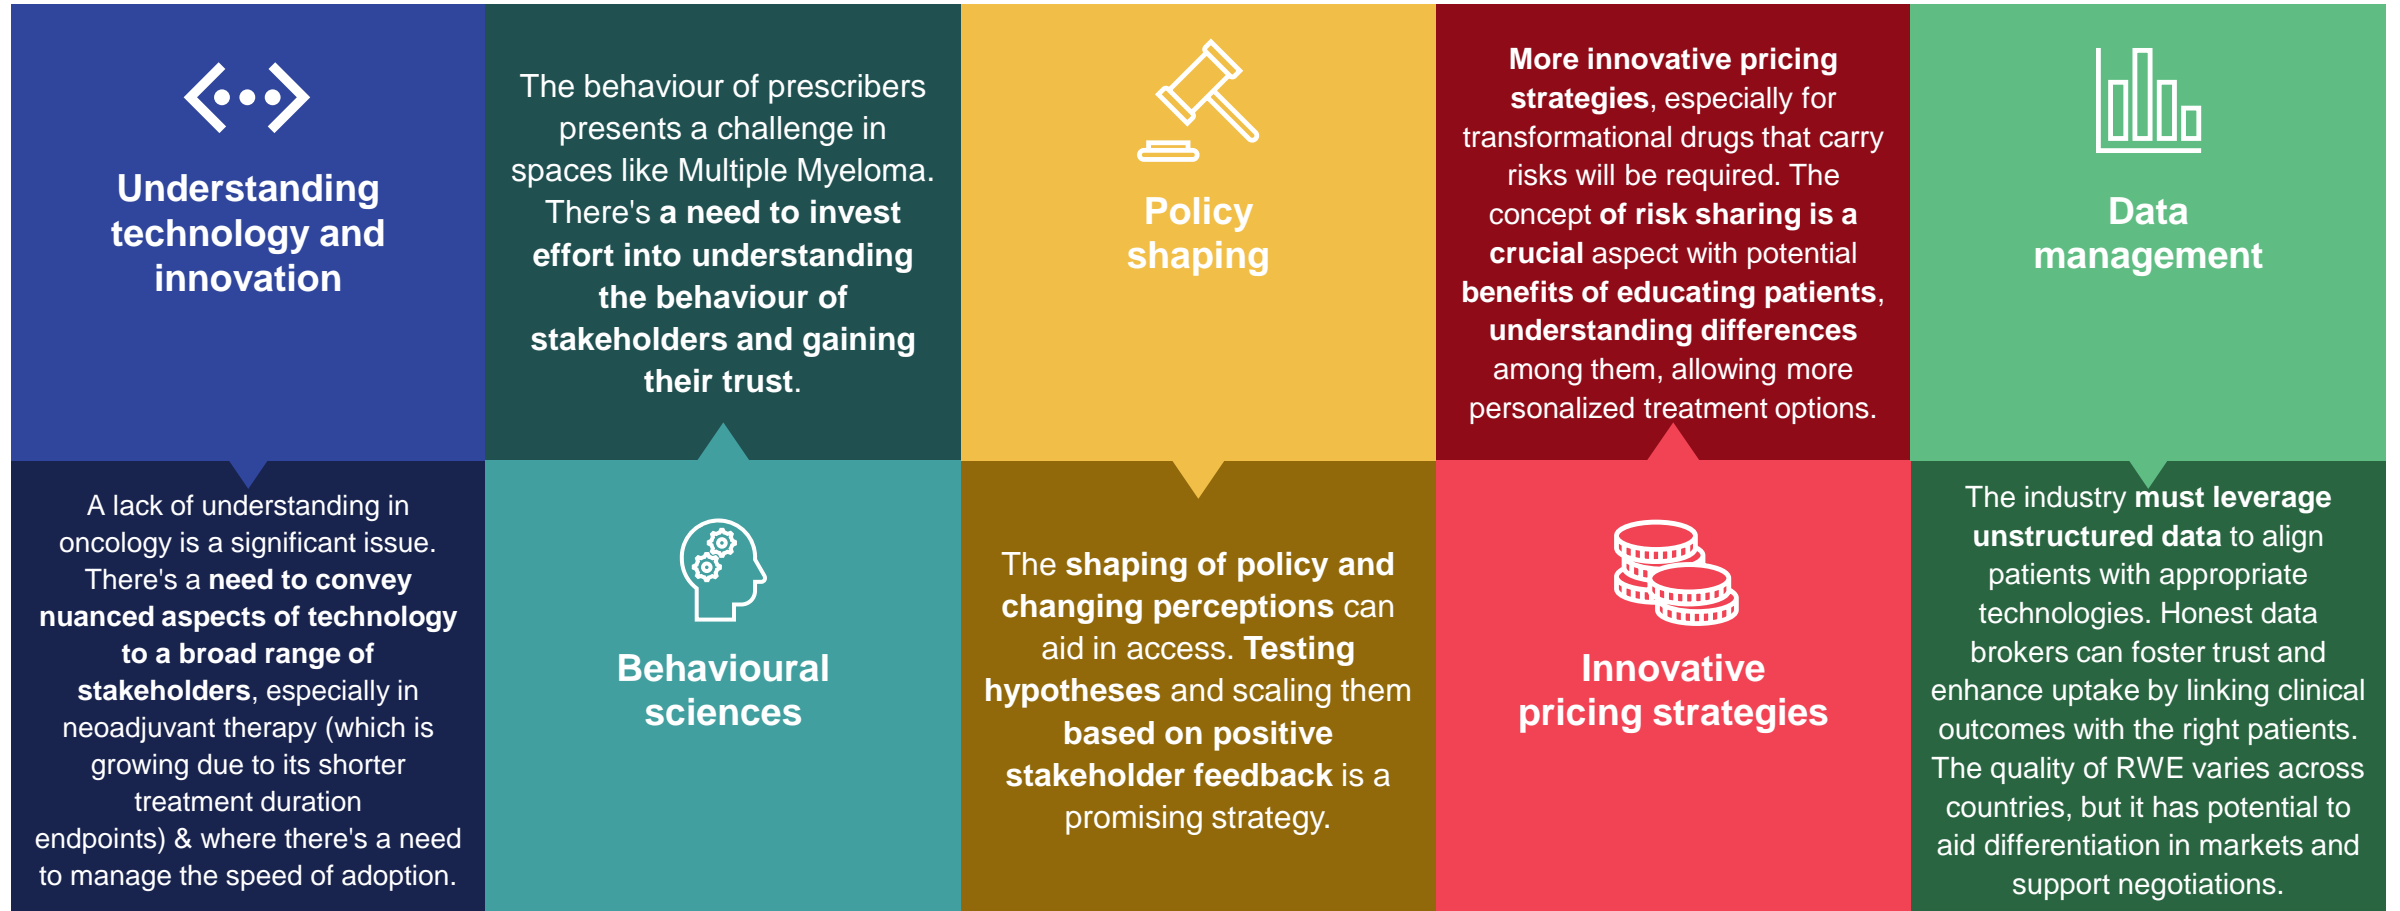 Understanding
technology and
innovation
A lack of understanding in
oncology is a significant issue.
There's a need to convey
nuanced aspects of technology
to a broad range of
stakeholders, especially in
neoadjuvant therapy (which is
growing due to its shorter
treatment duration
endpoints) & where there's a need
to manage the speed of adoption.
The behaviour of prescribers
presents a challenge in
spaces like Multiple Myeloma.
There's a need to invest
effort into understanding
the behaviour of
stakeholders and gaining
their trust.
Behavioural
sciences
Policy
shaping
The shaping of policy and
changing perceptions can
aid in access. Testing
hypotheses and scaling them
based on positive
stakeholder feedback is a
promising strategy.
More innovative pricing
strategies, especially for
transformational drugs that carry
risks will be required. The
concept of risk sharing is a
crucial aspect with potential
benefits of educating patients,
understanding differences
among them, allowing more
personalized treatment options.
Innovative
pricing strategies
Data
management
The industry must leverage
unstructured data to align
patients with appropriate
technologies. Honest data
brokers can foster trust and
enhance uptake by linking clinical
outcomes with the right patients.
The quality of RWE varies across
countries, but it has potential to
aid differentiation in markets and
support negotiations.